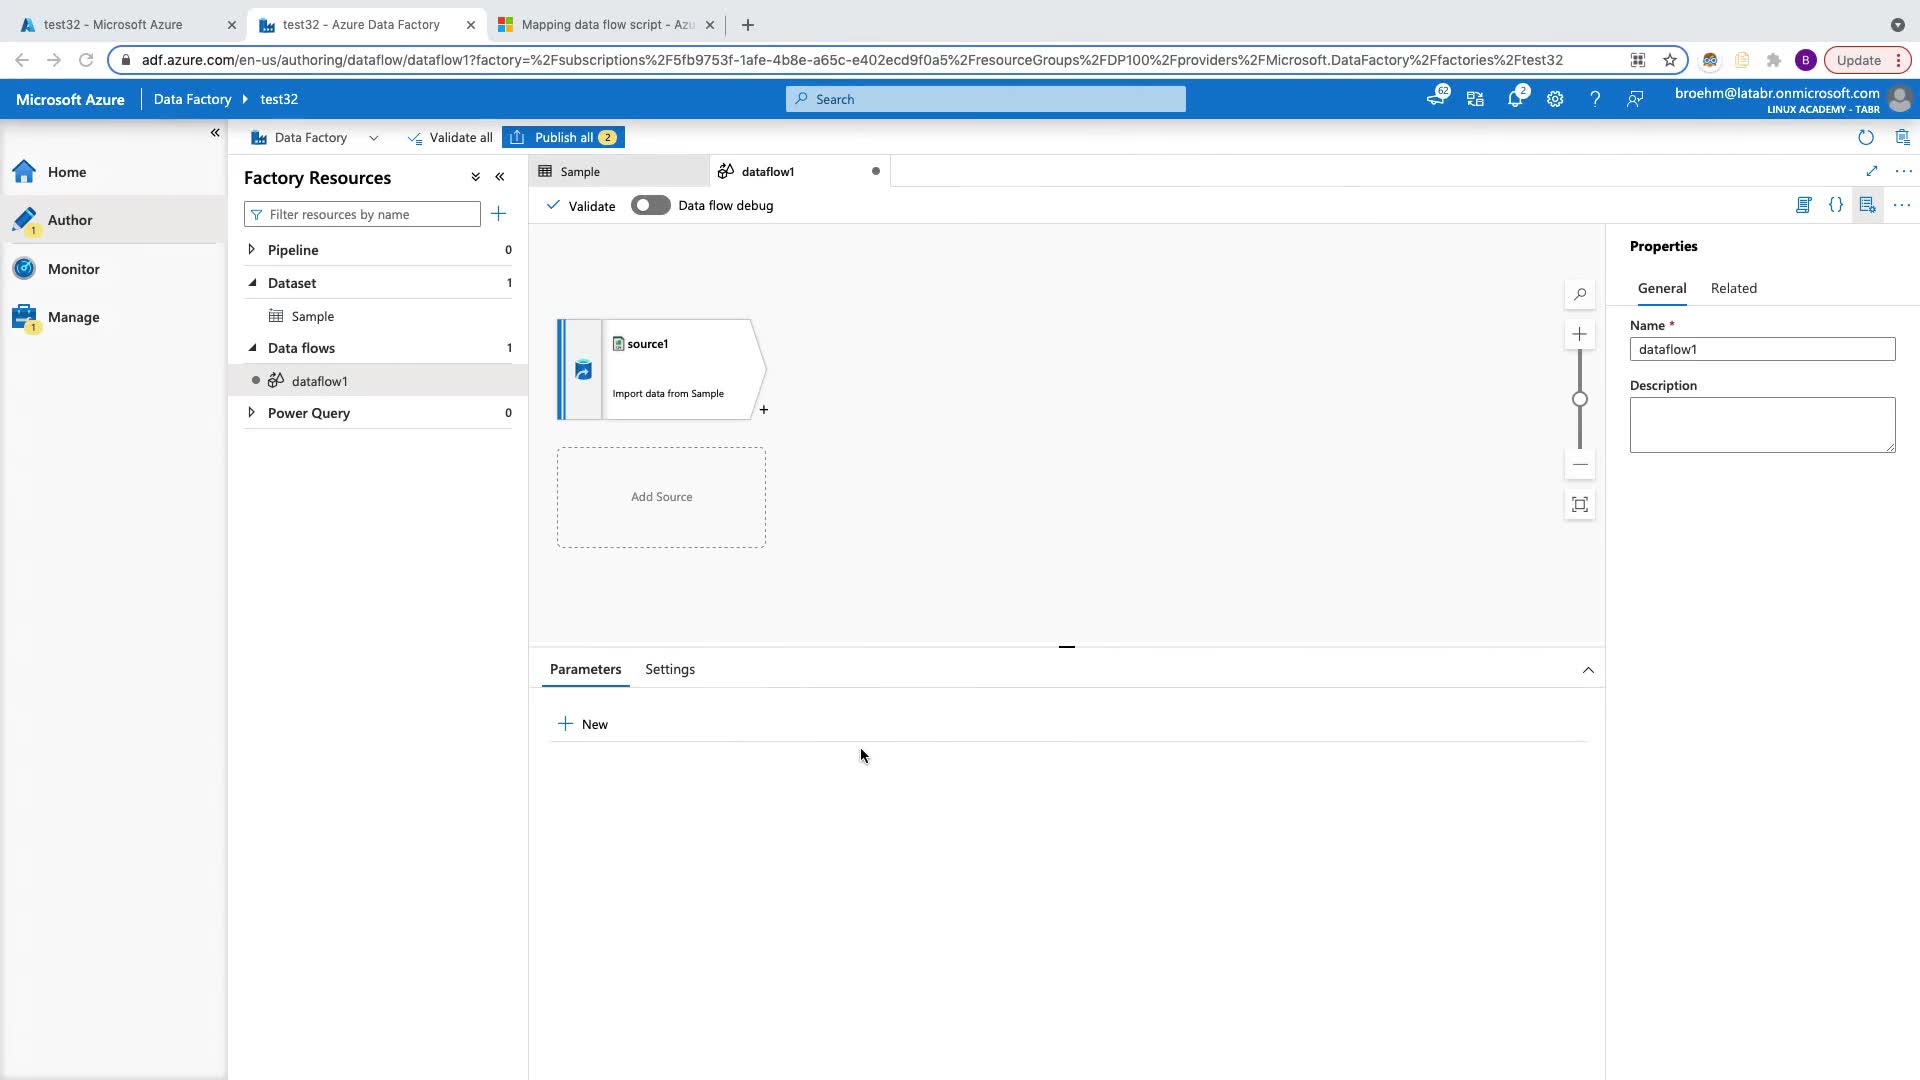 test32 - Microsoft Azure
test32 - Azure Data Factory
Mapping data flow script - Azu
adf.azure.com/en-us/authoring/dataflow/dataflow1?factory=%2Fsubscriptions%2F5fb9753f-1afe-4b8e-a65c-e402ecd9f0a5%2FresourceGroups%2FDP100%2Fproviders%2FMicrosoft.DataFactory%2Ffactories%2Ftest32
B
Update
Microsoft Azure
Data Factory
test32
Search
62
2
?
broehm@latabr.onmicrosoft.com
LINUX ACADEMY - TABR
Data Factory
Validate all
Publish all 2
Home
Author
1
Monitor
Manage
1
Factory Resources
Filter resources by name
Pipeline 0
Dataset 1
Sample
Data flows 1
dataflow1
Power Query 0
Sample
dataflow1
Validate
Data flow debug
{}
source1
Import data from Sample
+
Add Source
Parameters
Settings
New
Properties
General
Related
Name *
dataflow1
Description